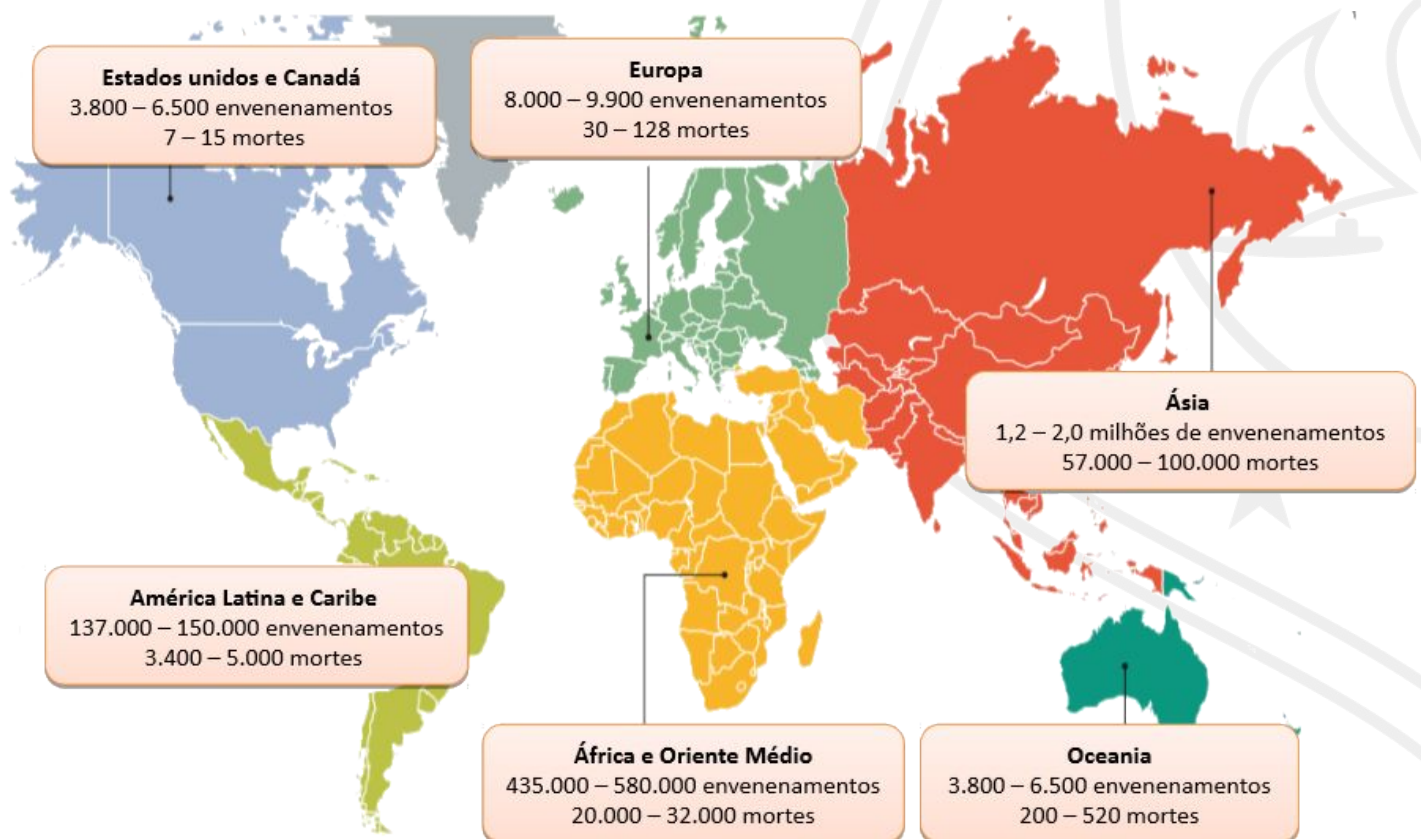 Estados unidos e Canadá
3.800 – 6.500 envenenamentos
7 – 15 mortes
Europa
8.000 – 9.900 envenenamentos
30 – 128 mortes
Ásia
1,2 – 2,0 milhões de envenenamentos
57.000 – 100.000 mortes
América Latina e Caribe
137.000 – 150.000 envenenamentos
3.400 – 5.000 mortes
África e Oriente Médio
435.000 – 580.000 envenenamentos
20.000 – 32.000 mortes
Oceania
3.800 – 6.500 envenenamentos
200 – 520 mortes